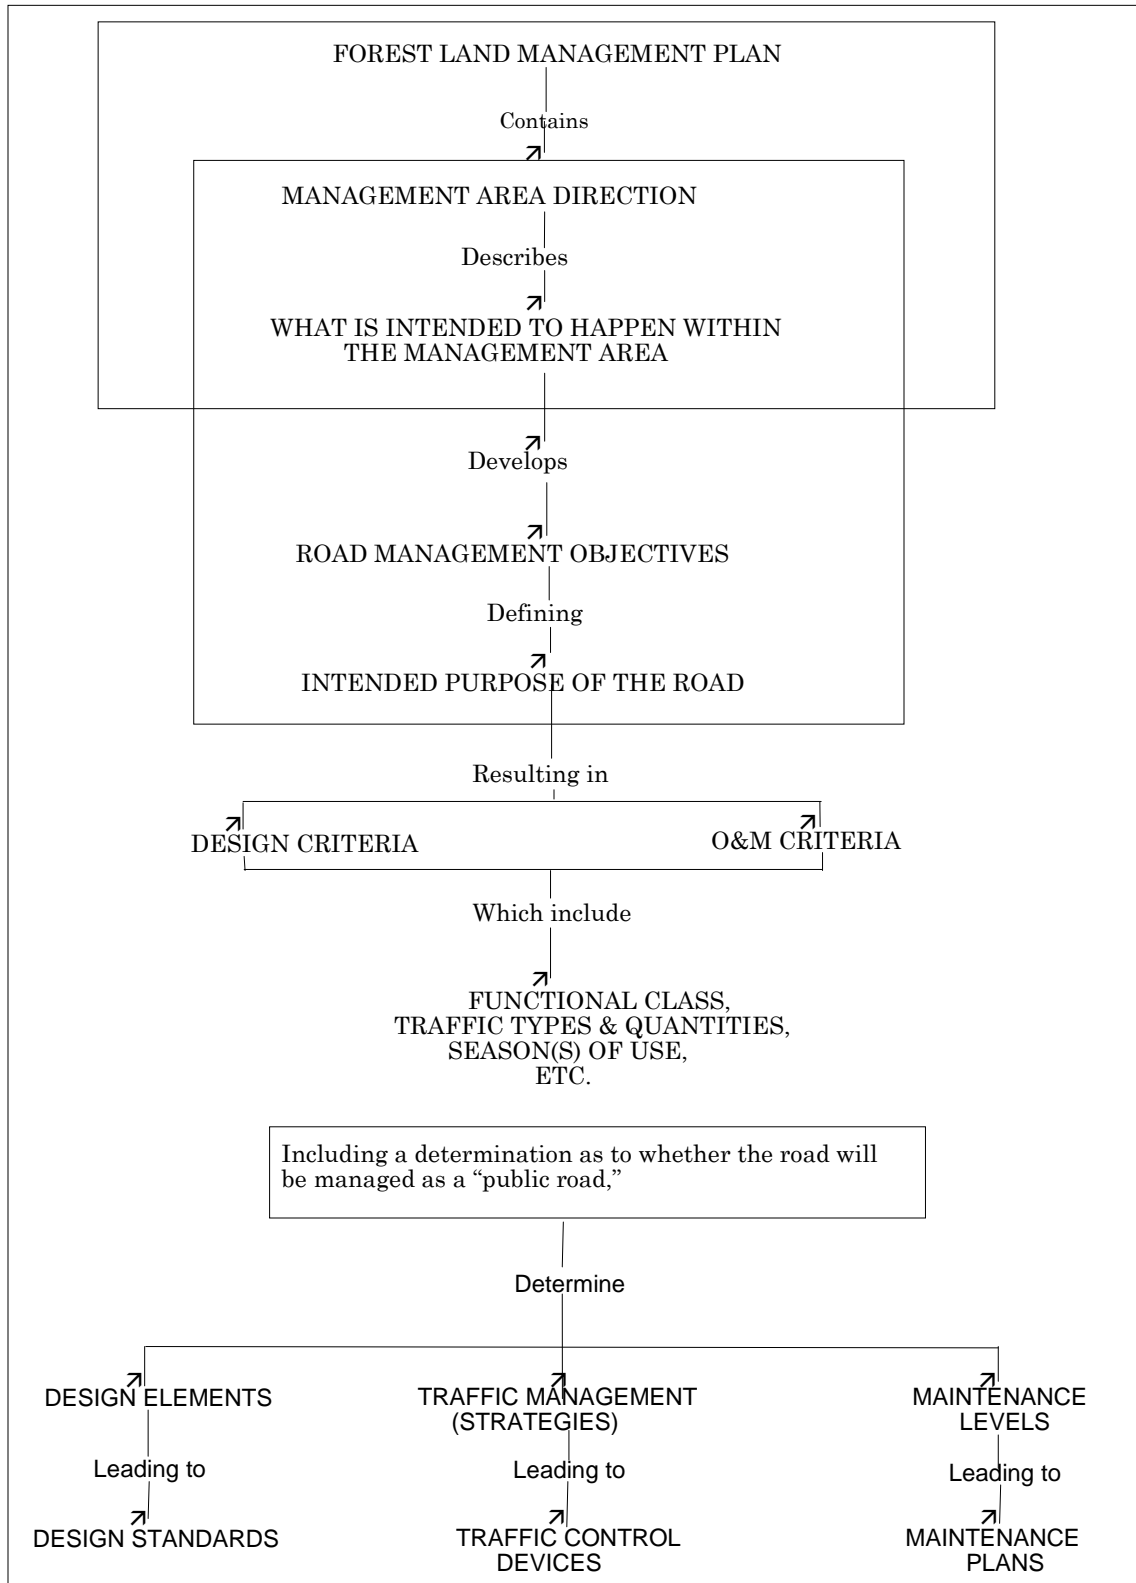 FOREST LAND MANAGEMENT PLAN
Contains
MANAGEMENT AREA DIRECTION
Describes
WHAT IS INTENDED TO HAPPEN WITHIN
THE MANAGEMENT AREA
Develops
ROAD MANAGEMENT OBJECTIVES
Defining
INTENDED PURPOSE OF THE ROAD
Resulting in
DESIGN CRITERIA
O&M CRITERIA
Which include
FUNCTIONAL CLASS,
TRAFFIC TYPES & QUANTITIES,
SEASON(S) OF USE,
ETC.
Including a determination as to whether the road will
be managed as a “public road,”
Determine
DESIGN ELEMENTS
Leading to
DESIGN STANDARDS
TRAFFIC MANAGEMENT
(STRATEGIES)
Leading to
TRAFFIC CONTROL
DEVICES
MAINTENANCE
LEVELS
Leading to
MAINTENANCE
PLANS